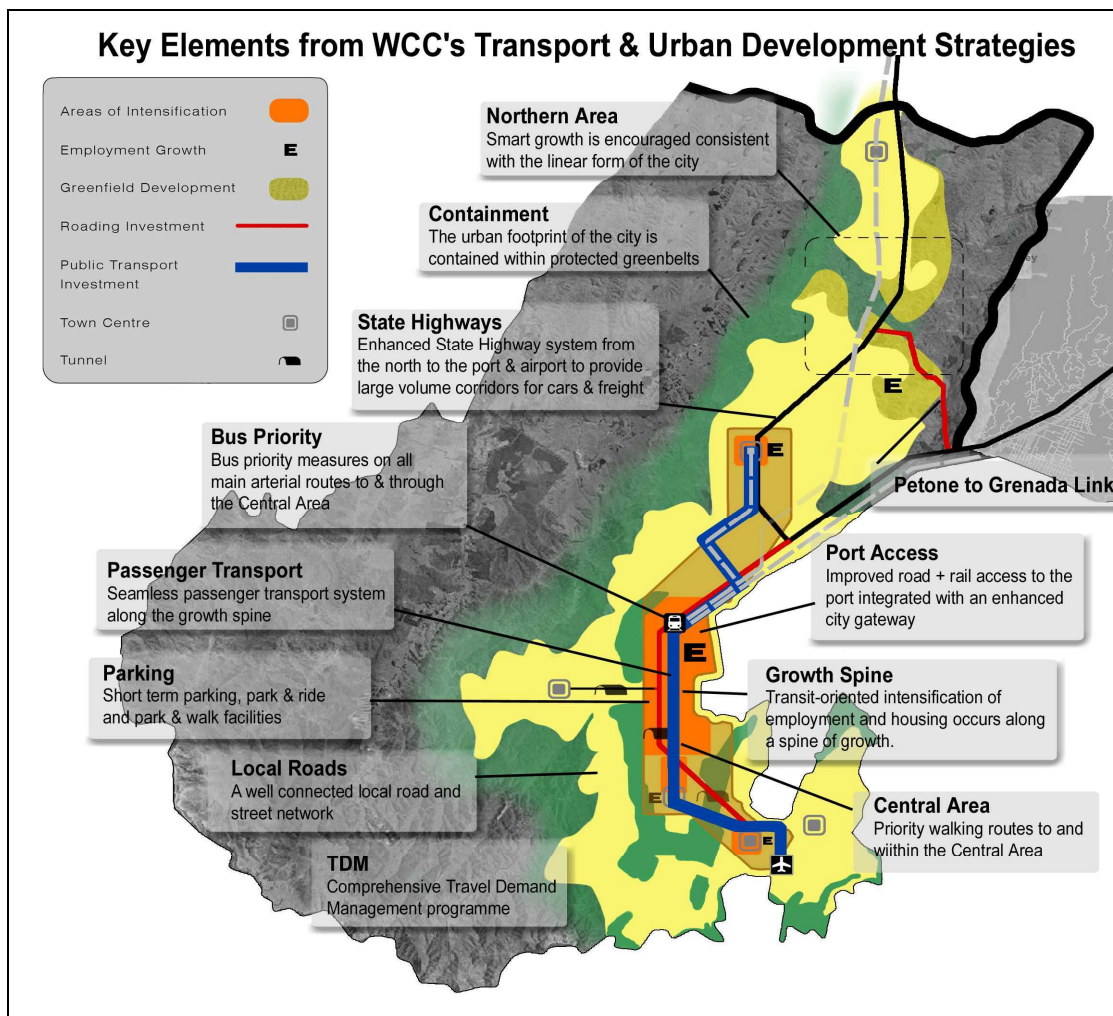 Key Elements from WCC's Transport & Urban Development Strategies
Areas of Intensification
Employment Growth
E
Greenfield Development
Roading Investment
Public Transport
Investment
Town Centre
Tunnel
Northern Area
Smart growth is encouraged consistent
with the linear form of the city
Containment
The urban footprint of the city is
contained within protected greenbelts
State Highways
Enhanced State Highway system from
the north to the port & airport to provide
large volume corridors for cars & freight
E
Bus Priority
Bus priority measures on all
main arterial routes to & through
the Central Area
E
Petone to Grenada Link
Port Access
Improved road + rail access to the
port integrated with an enhanced
city gateway
Passenger Transport
Seamless passenger transport system
along the growth spine
E
Parking
Short term parking, park & ride
and park & walk facilities
Growth Spine
Transit-oriented intensification of
employment and housing occurs along
a spine of growth.
Local Roads
A well connected local road and
street network
E
Central Area
Priority walking routes to and
wiithin the Central Area
E
TDM
Comprehensive Travel Demand
Management programme